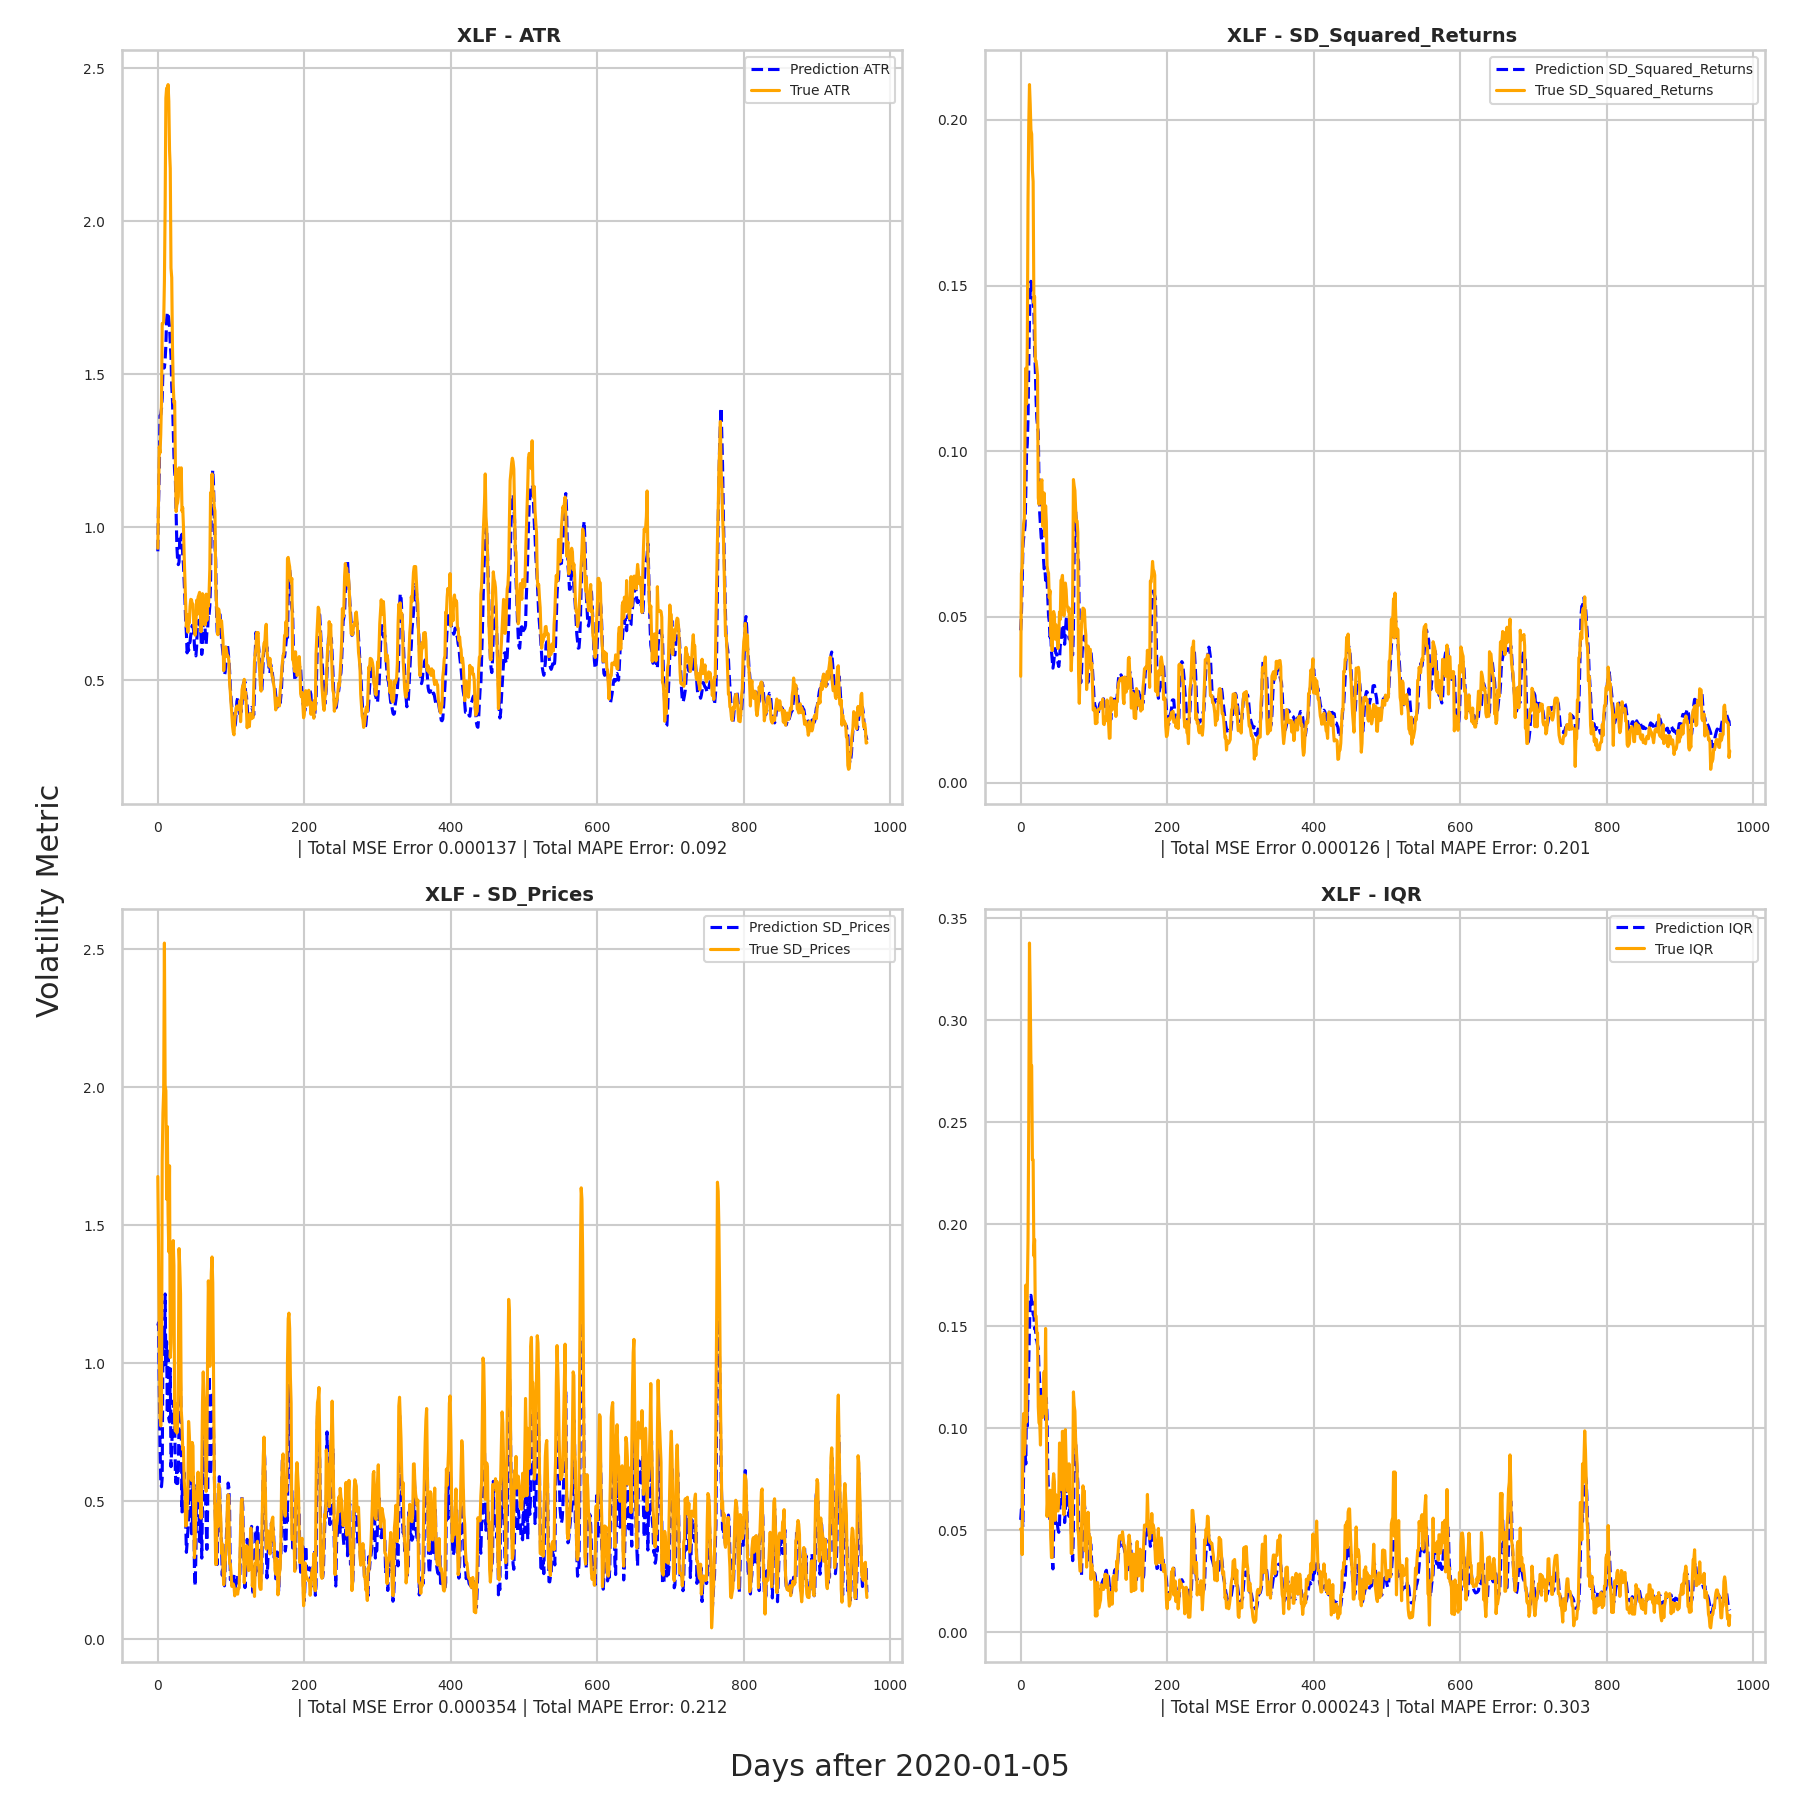 XLF - ATR
2.5
2.0
1.5
1.0
0.5
Prediction ATR
True ATR
0 200 400 600 800 1000
| Total MSE Error 0.000137 | Total MAPE Error: 0.092
XLF - SD_Squared_Returns
0.20
0.15
0.10
0.05
0.00
Prediction SD_Squared_Returns
True SD_Squared_Returns
0 200 400 600 800 1000
| Total MSE Error 0.000126 | Total MAPE Error: 0.201
Volatility Metric
XLF - SD_Prices
2.5
2.0
1.5
1.0
0.5
0.0
Prediction SD_Prices
True SD_Prices
0 200 400 600 800 1000
| Total MSE Error 0.000354 | Total MAPE Error: 0.212
XLF - IQR
0.35
0.30
0.25
0.20
0.15
0.10
0.05
0.00
Prediction IQR
True IQR
0 200 400 600 800 1000
| Total MSE Error 0.000243 | Total MAPE Error: 0.303
Days after 2020-01-05